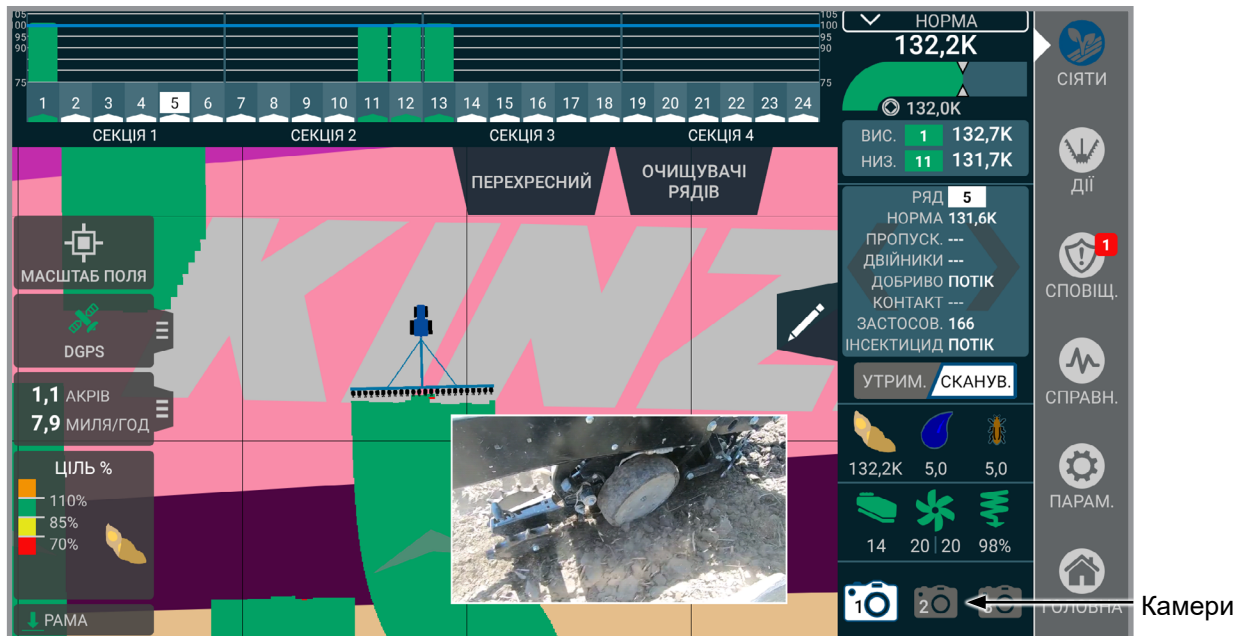 105
100
95
90
75
105
100
95
90
75
1 2 3 4 5 6 7 8 9 10 11 12 13 14 15 16 17 18 19 20 21 22 23 24
СЕКЦІЯ 1 СЕКЦІЯ 2 СЕКЦІЯ 3 СЕКЦІЯ 4
ПЕРЕХРЕСНИЙ
ОЧИЩУВАЧІ
РЯДІВ
KINZ
МАСШТАБ ПОЛЯ
DGPS
1,1 АКРІВ
7,9 МИЛЯ/ГОД
ЦІЛЬ %
110%
85%
70%
РАМА
НОРМА
132,2K
132,0K
ВИС. 1 132,7K
НИЗ. 11 131,7K
РЯД 5
НОРМА 131,6K
ПРОПУСК. ---
ДВІЙНИКИ ---
ДОБРИВО ПОТІК
КОНТАКТ ---
ЗАСТОСОВ. 166
ІНСЕКТИЦИД ПОТІК
УТРИМ. СКАНУВ.
132,2K 5,0 5,0
14 20 20 98%
1 2 3
СІЯТИ
ДІЇ
1
СПОВІЩ.
СПРАВН.
ПАРАМ.
ГОЛОВНА
Камери